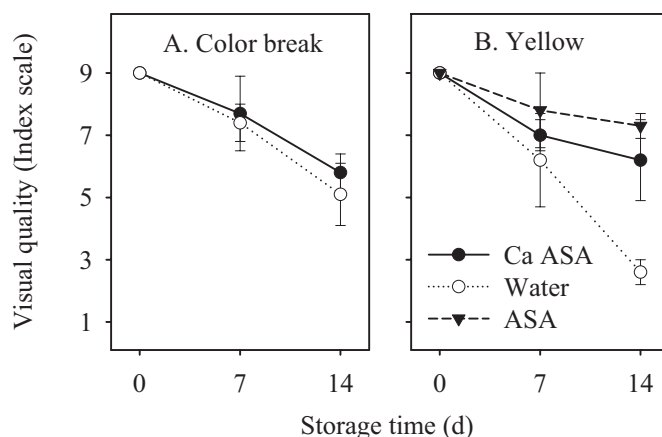 A. Color break
B. Yellow
Visual quality (Index scale)
9
7
5
3
1
Ca ASA
Water
ASA
0 7 14 0 7 14
Storage time (d)